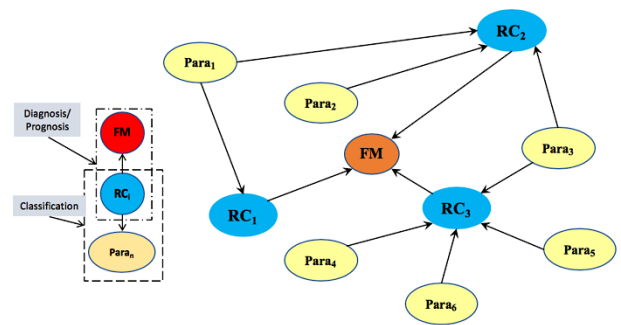 Diagnosis/
Prognosis
FM
RCᵢ
Classification
Paraₙ
Para₁
RC₂
Para₂
FM
Para₃
RC₁
RC₃
Para₄
Para₅
Para₆